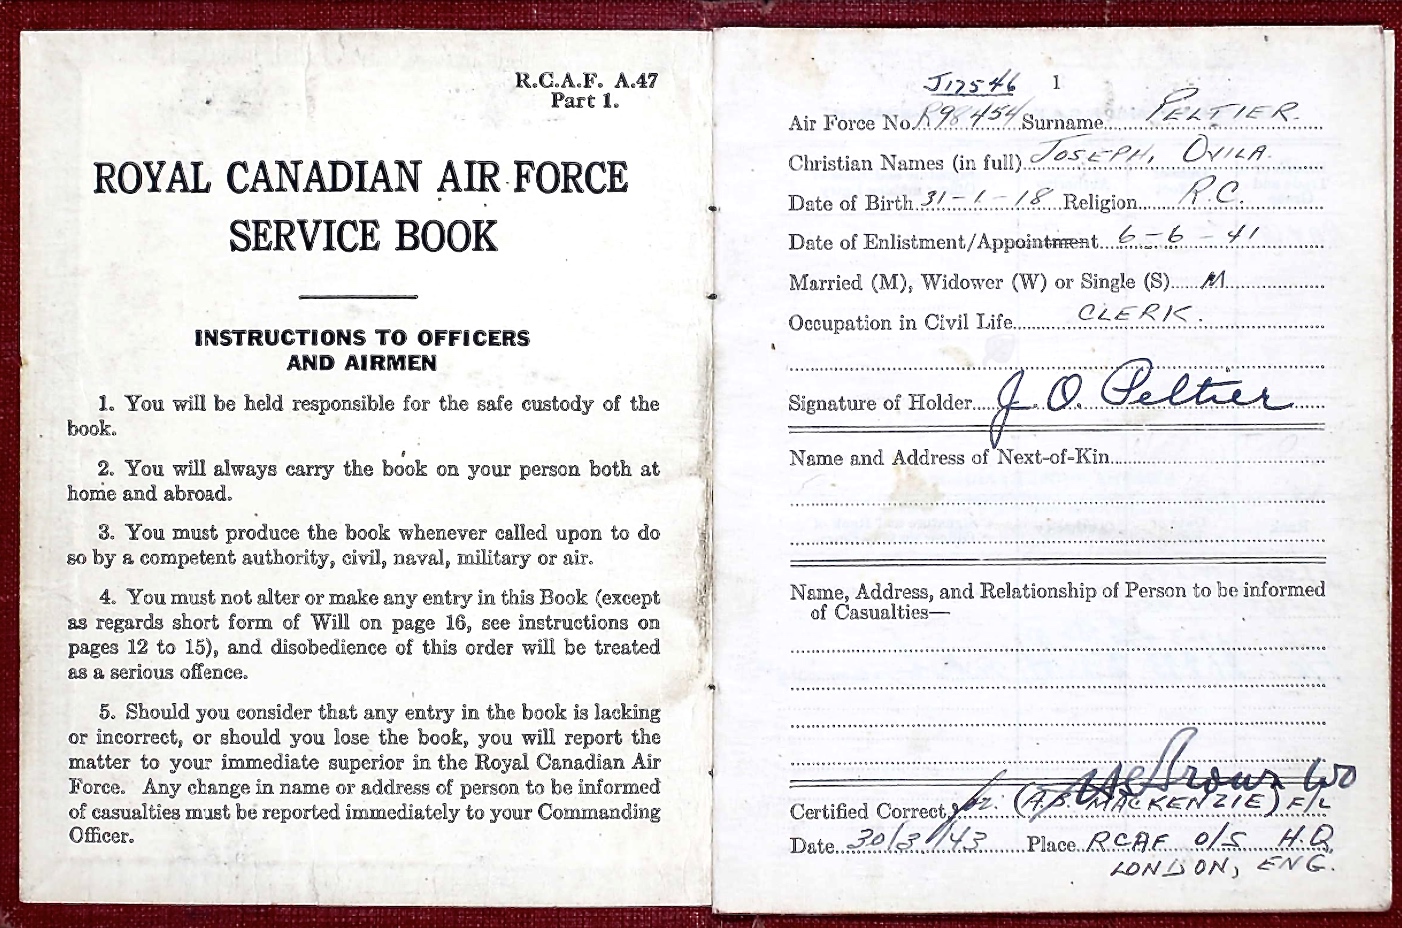 R.C.A.F. A.47
Part 1.
ROYAL CANADIAN AIR FORCE
SERVICE BOOK
INSTRUCTIONS TO OFFICERS
AND AIRMEN
1. You will be held responsible for the safe custody of the
book.
2. You will always carry the book on your person both at
home and abroad.
3. You must produce the book whenever called upon to do
so by a competent authority, civil, naval, military or air.
4. You must not alter or make any entry in this Book (except
as regards short form of Will on page 16, see instructions on
pages 12 to 15), and disobedience of this order will be treated
as a serious offence.
5. Should you consider that any entry in the book is lacking
or incorrect, or should you lose the book, you will report the
matter to your immediate superior in the Royal Canadian Air
Force. Any change in name or address of person to be informed
of casualties must be reported immediately to your Commanding
Officer.
J17546 1
Air Force No. R98454 Surname PELTIER.
Christian Names (in full) JOSEPH, OVILA.
Date of Birth 31-1-18 Religion R.C.
Date of Enlistment/Appointment 6-6-41
Married (M), Widower (W) or Single (S) M
Occupation in Civil Life CLERK.
Signature of Holder J. O. Peltier
Name and Address of Next-of-Kin
Name, Address, and Relationship of Person to be informed
of Casualties—
Brown WO
Certified Correct, for: (A.B. MACKENZIE) F/L
Date 30/3/43 Place RCAF O/S H.Q.
LONDON, ENG.